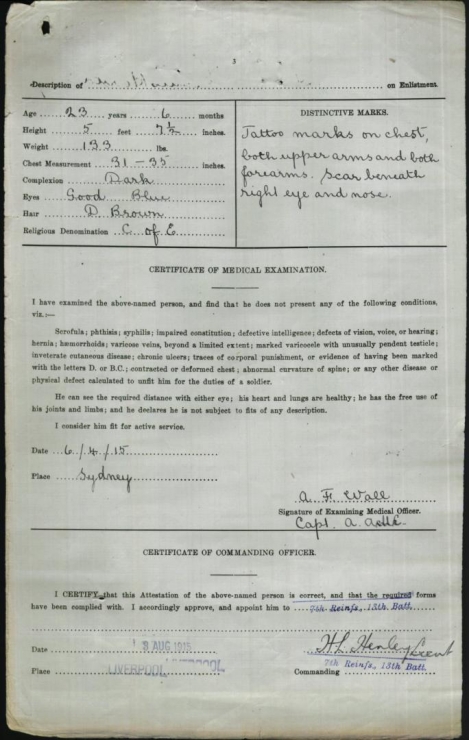 3
Description of on Enlistment.
Age 23 years 6 months
Height 5 feet 7½ inches.
Weight 133 lbs.
Chest Measurement 31-35 inches.
Complexion Dark
Eyes Good Blue
Hair D. Brown
Religious Denomination C of E
DISTINCTIVE MARKS.
Tattoo marks on chest,
both upper arms and both
forearms. Scar beneath
right eye and nose.
CERTIFICATE OF MEDICAL EXAMINATION.
I have examined the above-named person, and find that he does not present any of the following conditions,
viz.:—
Scrofula; phthisis; syphilis; impaired constitution; defective intelligence; defects of vision, voice, or hearing;
hernia; hæmorrhoids; varicose veins, beyond a limited extent; marked varicocele with unusually pendent testicle;
inveterate cutaneous disease; chronic ulcers; traces of corporal punishment, or evidence of having been marked
with the letters D. or B.C.; contracted or deformed chest; abnormal curvature of spine; or any other disease or
physical defect calculated to unfit him for the duties of a soldier.
He can see the required distance with either eye; his heart and lungs are healthy; he has the free use of
his joints and limbs; and he declares he is not subject to fits of any description.
I consider him fit for active service.
Date 6/4/15
Place Sydney
A F Wall
Signature of Examining Medical Officer.
Capt. A.
CERTIFICATE OF COMMANDING OFFICER.
I CERTIFY that this Attestation of the above-named person is correct, and that the required forms
have been complied with. I accordingly approve, and appoint him to 7th Reinfs, 13th Batt.
Date AUG 1915
Place LIVERPOOL LIVERPOOL
H.L. Henley
Commanding 7th Reinfs, 13th Batt.